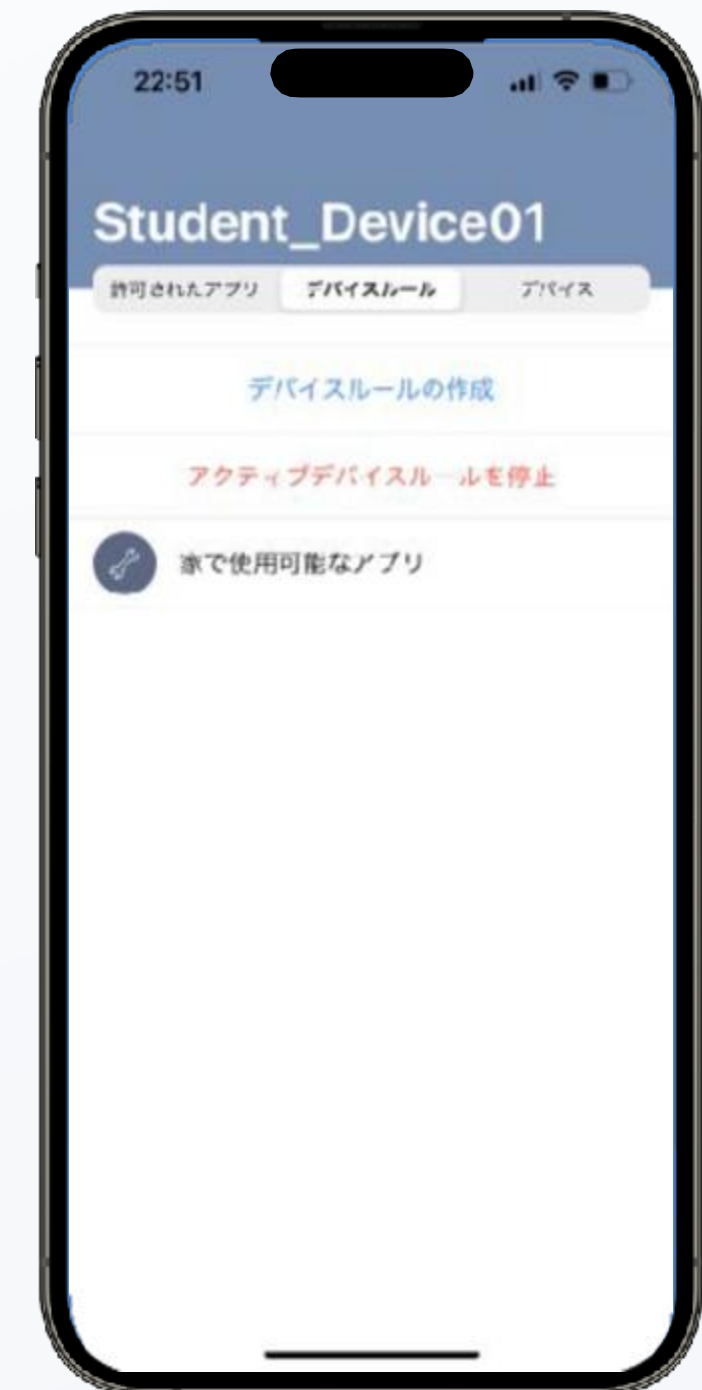 22:51
Student_Device01
許可されたアプリ デバイスルール デバイス
デバイスルールの作成
アクティブデバイスルールを停止
家で使用可能なアプリ